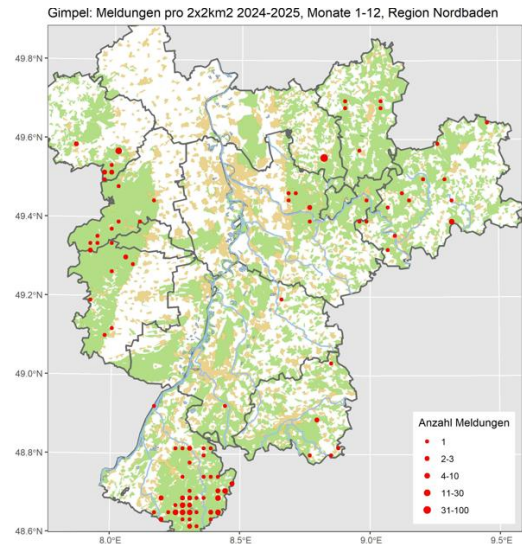 Gimpel: Meldungen pro 2x2km2 2024-2025, Monate 1-12, Region Nordbaden
49.8°N
49.6°N
49.4°N
49.2°N
49.0°N
48.8°N
48.6°N
Anzahl Meldungen
1
2-3
4-10
11-30
31-100
8.0°E
8.5°E
9.0°E
9.5°E